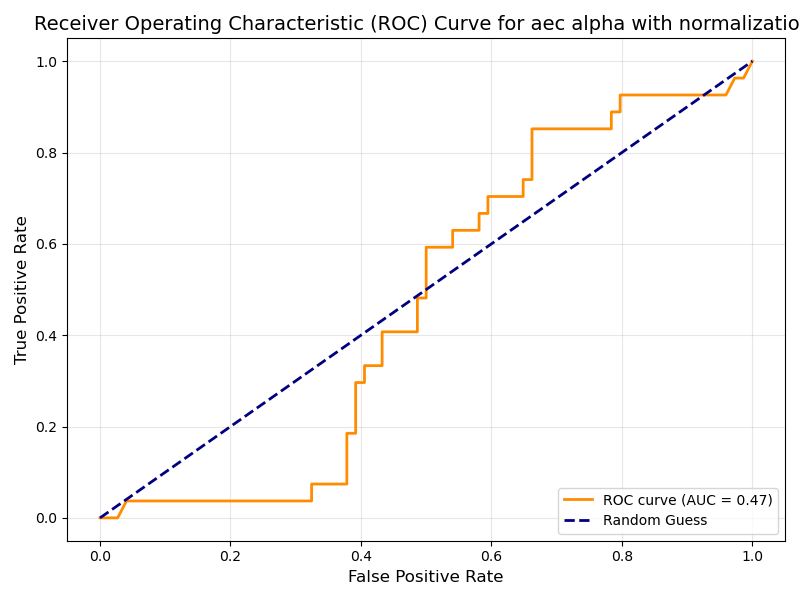 Receiver Operating Characteristic (ROC) Curve for aec alpha with normalizatio
1.0
0.8
0.6
0.4
0.2
0.0
True Positive Rate
ROC curve (AUC = 0.47)
Random Guess
0.0 0.2 0.4 0.6 0.8 1.0
False Positive Rate